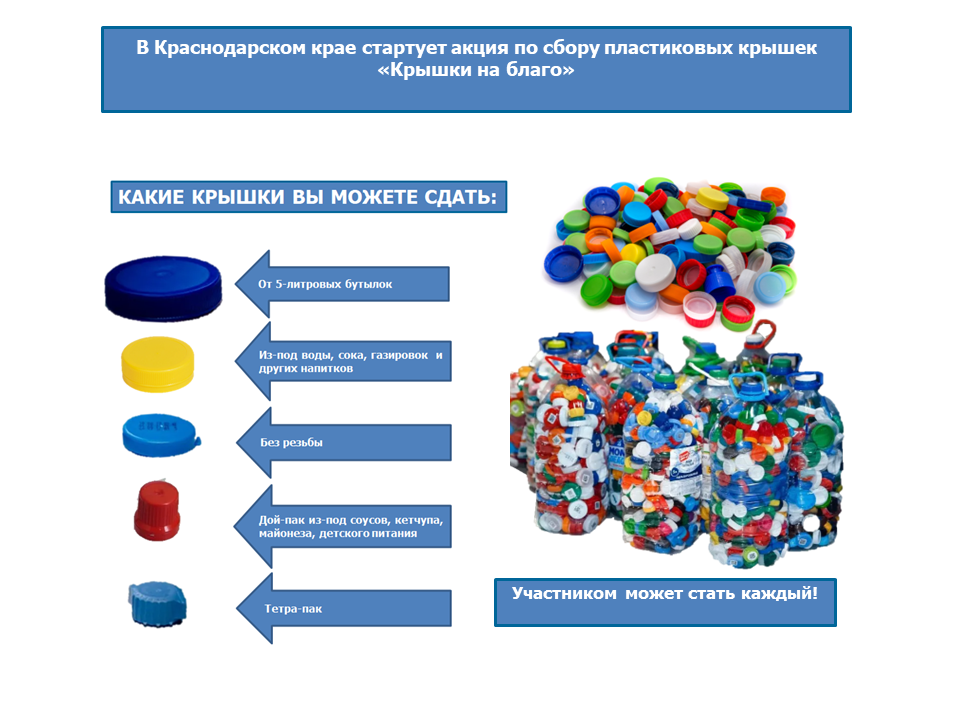 В Краснодарском крае стартует акция по сбору пластиковых крышек
«Крышки на благо»
КАКИЕ КРЫШКИ ВЫ МОЖЕТЕ СДАТЬ:
От 5-литровых бутылок
Из-под воды, сока, газировок и
других напитков
Без резьбы
Дой-пак из-под соусов, кетчупа,
майонеза, детского питания
Тетра-пак
Участником может стать каждый!